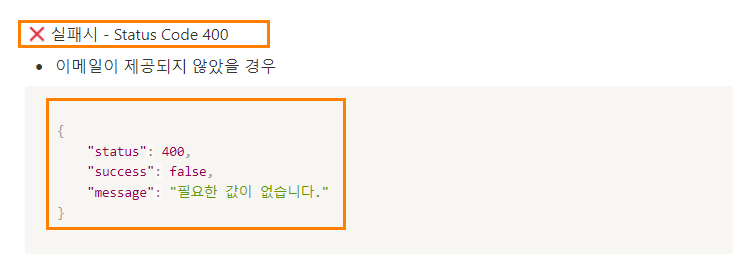 ❌ 실패시 - Status Code 400
• 이메일이 제공되지 않았을 경우
{
"status": 400,
"success": false,
"message": "필요한 값이 없습니다."
}